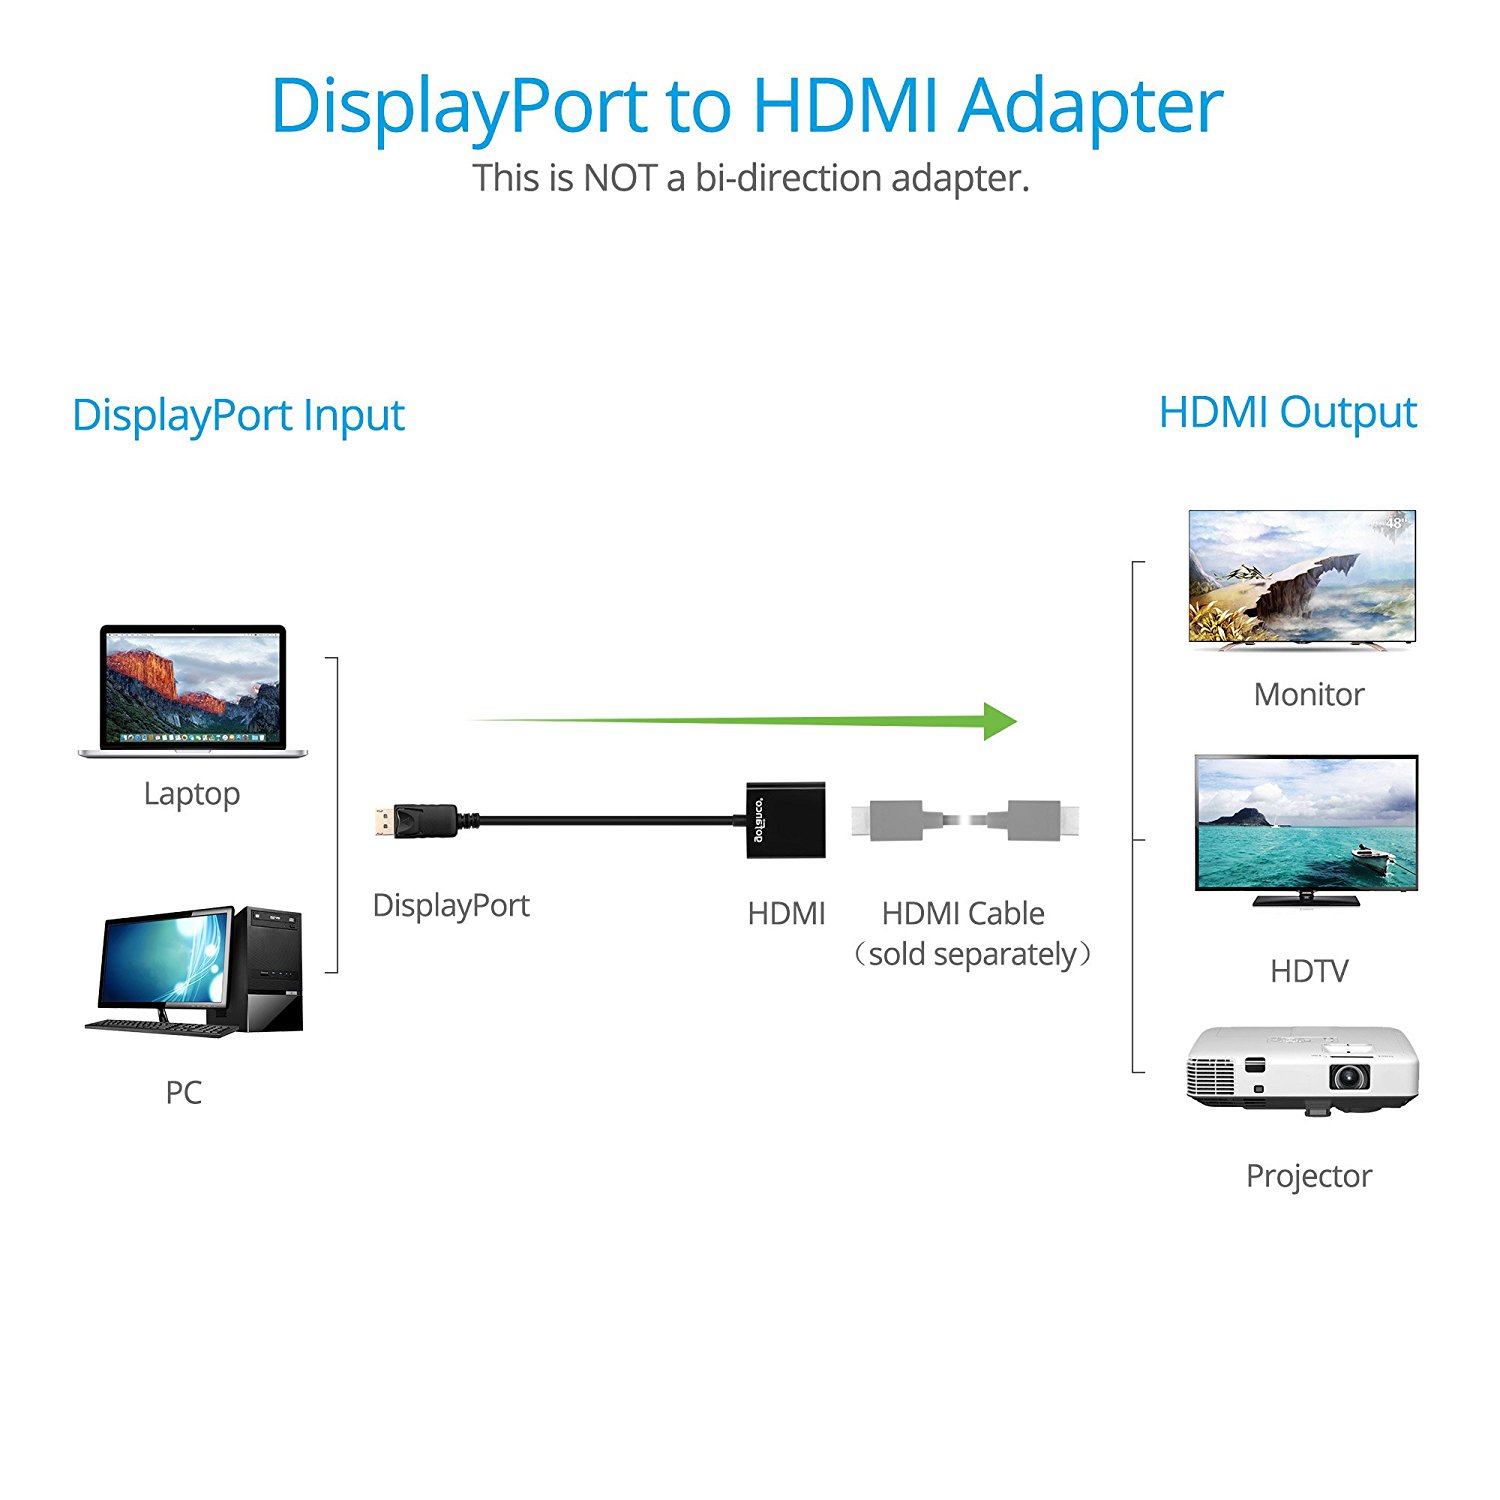 DisplayPort to HDMI Adapter
This is NOT a bi-direction adapter.
DisplayPort Input
HDMI Output
48"
Monitor
Laptop
DisplayPort
HDMI
HDMI Cable
（sold separately）
HDTV
PC
Projector